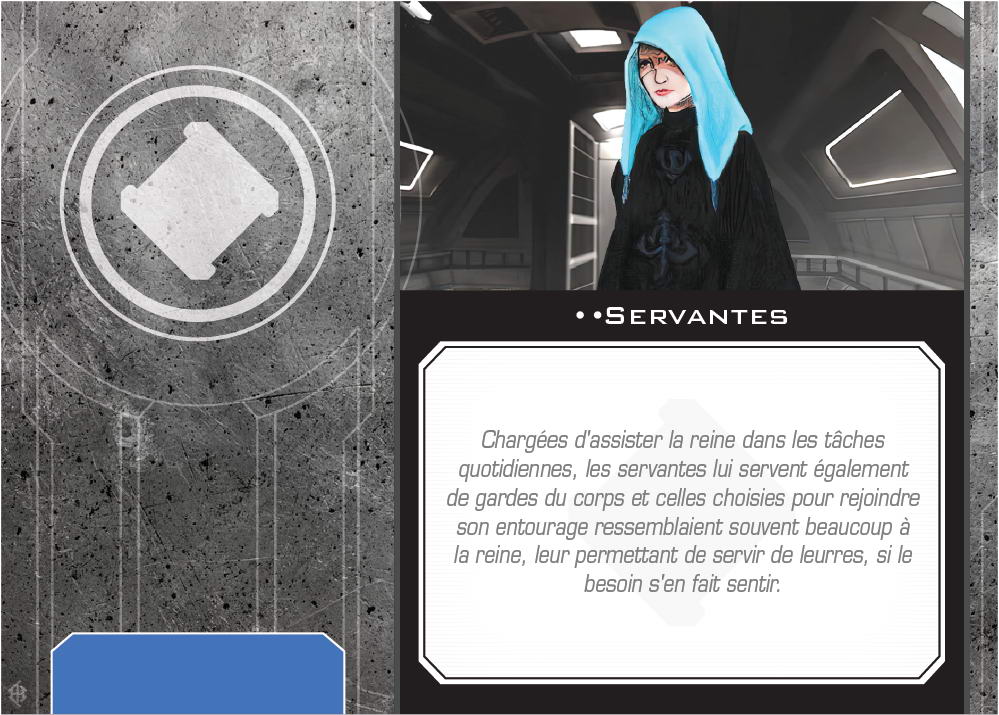 ••Servantes
Chargées d'assister la reine dans les tâches
quotidiennes, les servantes lui servent également
de gardes du corps et celles choisies pour rejoindre
son entourage ressemblaient souvent beaucoup à
la reine, leur permettant de servir de leurres, si le
besoin s'en fait sentir.